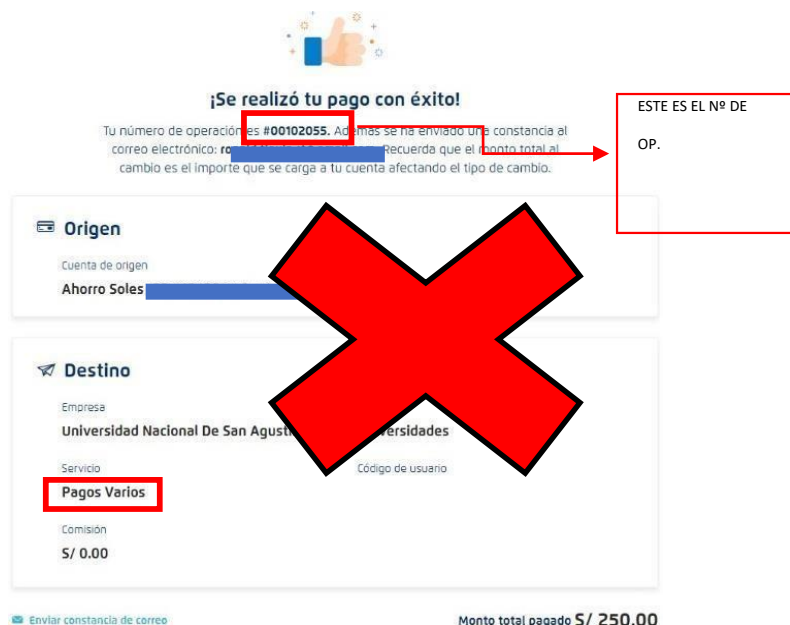 ¡Se realizó tu pago con éxito!
Tu número de operación es #00102055. Además se ha enviado una constancia al
correo electrónico: Recuerda que el monto total al
cambio es el importe que se carga a tu cuenta afectando el tipo de cambio.
ESTE ES EL Nº DE
OP.
Origen
Cuenta de origen
Ahorro Soles
Destino
Empresa
Universidad Nacional De San
Servicio
Código de usuario
Pagos Varios
Comisión
S/ 0.00
Enviar constancia de correo
Monto total pagado S/ 250.00